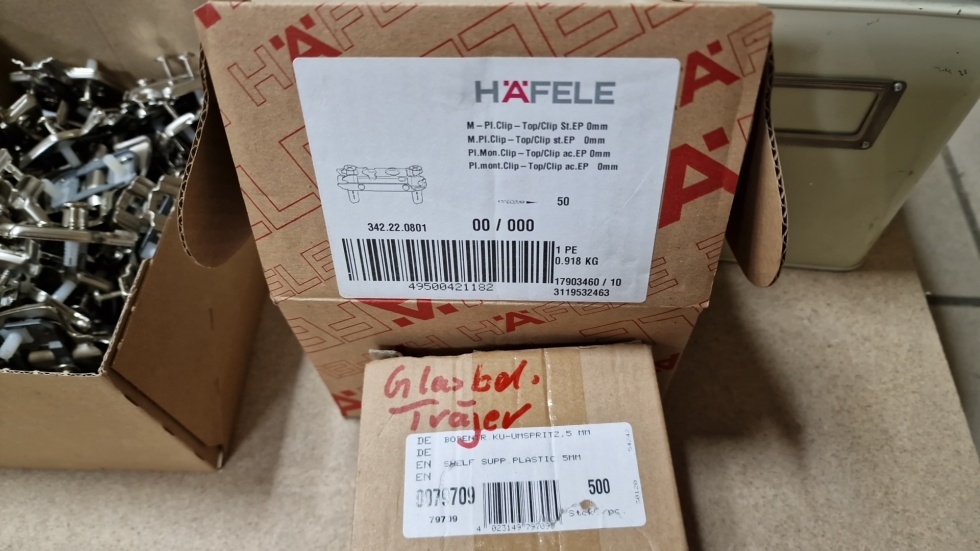 HÄFELE
M-Pl.Clip-Top/Clip St.EP 0mm
M.Pl.Clip-Top/Clip st.EP 0mm
Pl.Mon.Clip-Top/Clip ac.EP 0mm
Pl.mont.Clip-Top/Clip ac.EP 0mm
50
342.22.0801 00 / 000
1 PE
0.918 KG
49500421182
17903460 / 10
3119532463
Glasbd.
Träjer
DE BODENTR KU-UMSPRITZ.5 MM
DE
EN SHELF SUPP PLASTIC 5MM
EN
0079709 500
79709